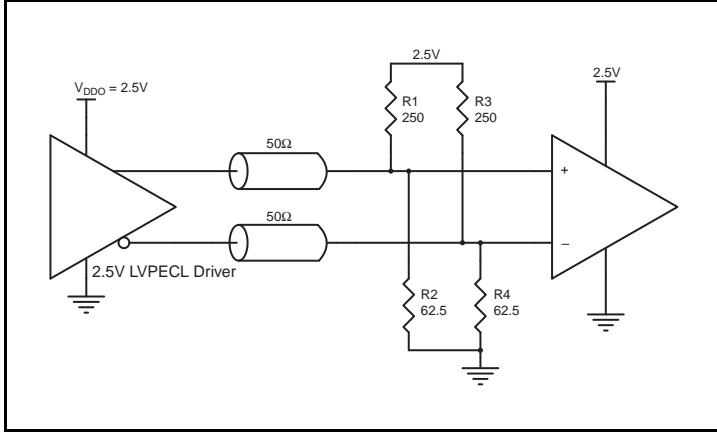 2.5V
V_DDO = 2.5V
2.5V
R1
250
R3
250
50Ω
+
50Ω
−
2.5V LVPECL Driver
R2
62.5
R4
62.5